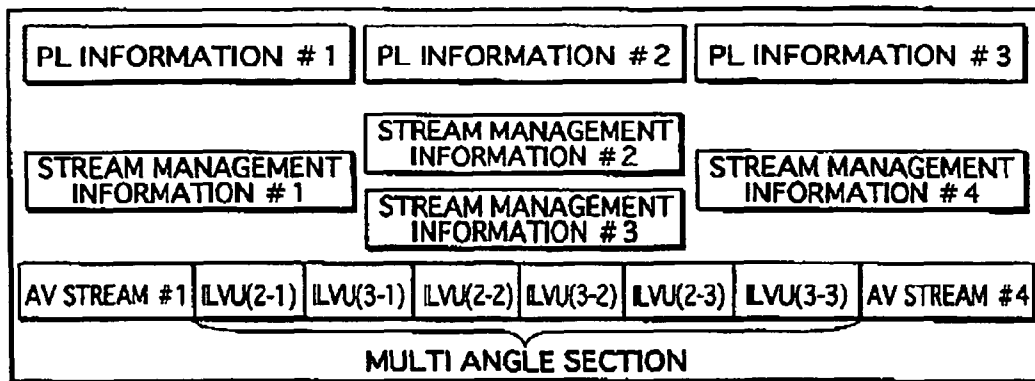 PL INFORMATION #1
PL INFORMATION #2
PL INFORMATION #3
STREAM MANAGEMENT
INFORMATION #1
STREAM MANAGEMENT
INFORMATION #2
STREAM MANAGEMENT
INFORMATION #3
STREAM MANAGEMENT
INFORMATION #4
AV STREAM #1
ILVU(2-1)
ILVU(3-1)
ILVU(2-2)
ILVU(3-2)
ILVU(2-3)
ILVU(3-3)
AV STREAM #4
MULTI ANGLE SECTION